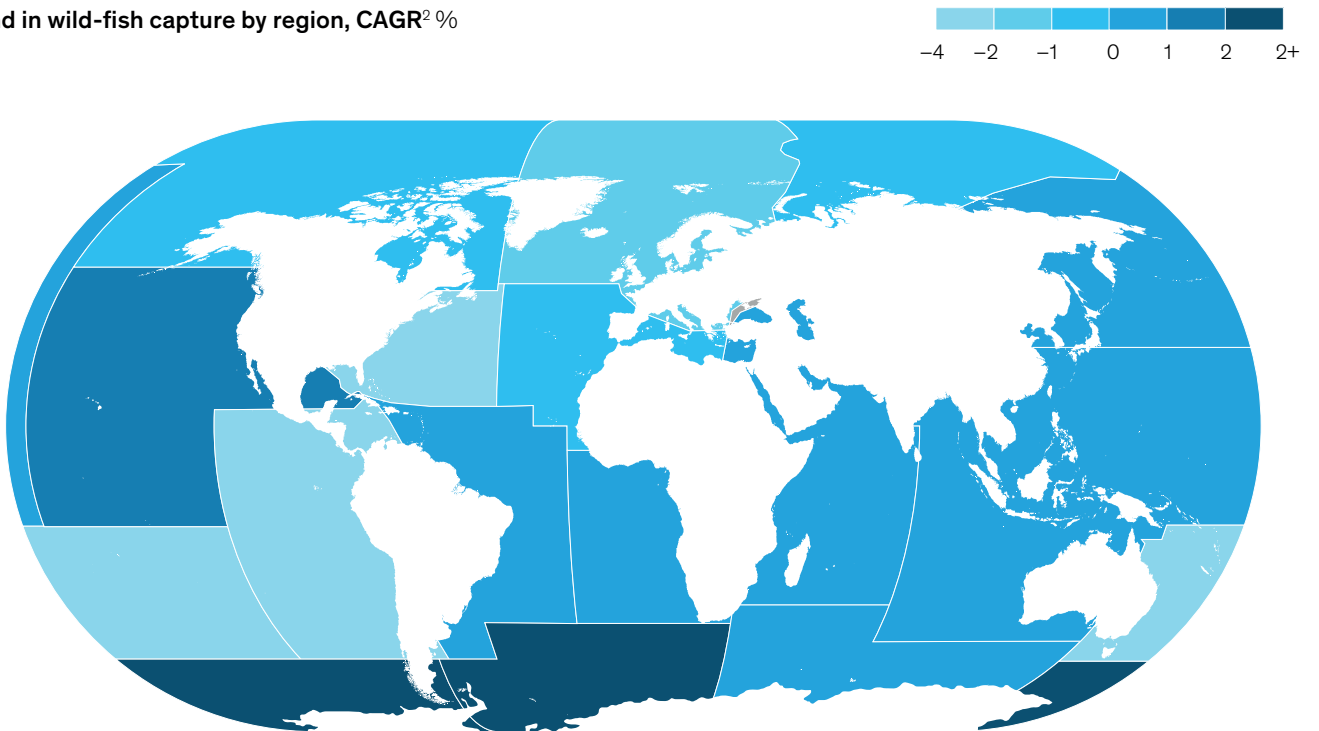 d in wild-fish capture by region, CAGR² %
–4 –2 –1 0 1 2 2+